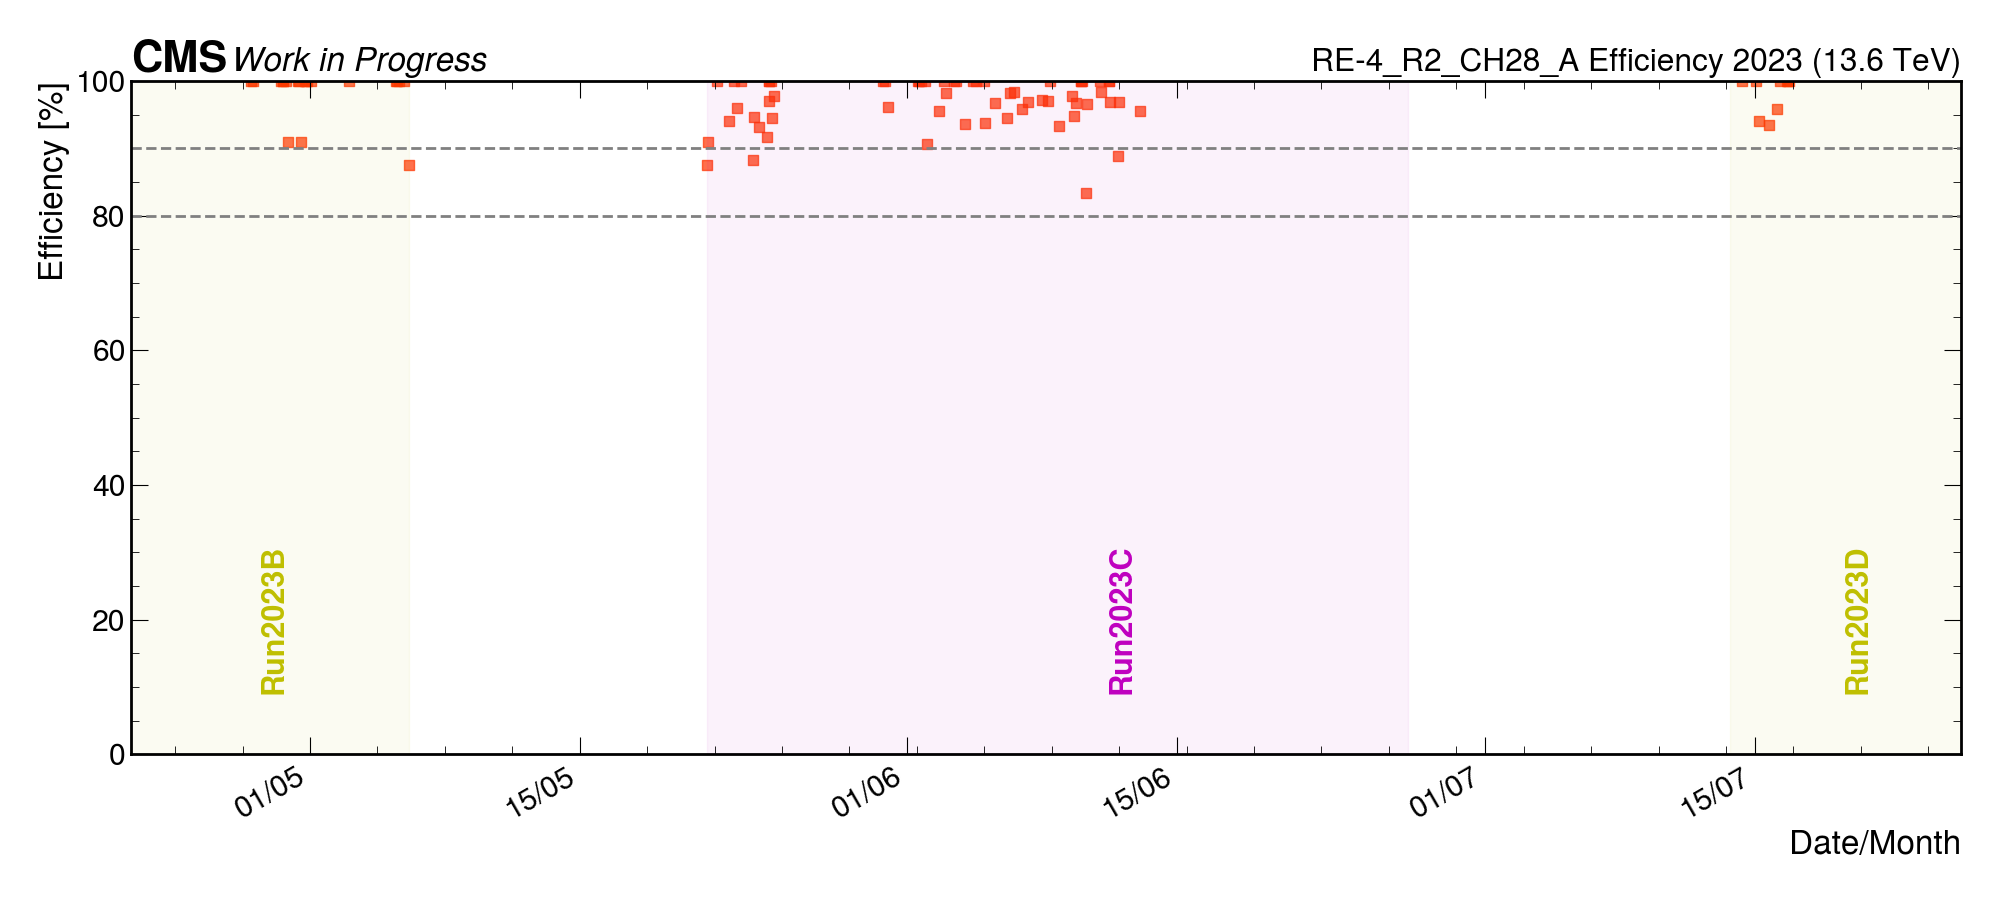 CMS Work in Progress
RE-4_R2_CH28_A Efficiency 2023 (13.6 TeV)
Efficiency [%]
100
80
60
40
20
0
Run2023B
Run2023C
Run2023D
01/05
15/05
01/06
15/06
01/07
15/07
Date/Month